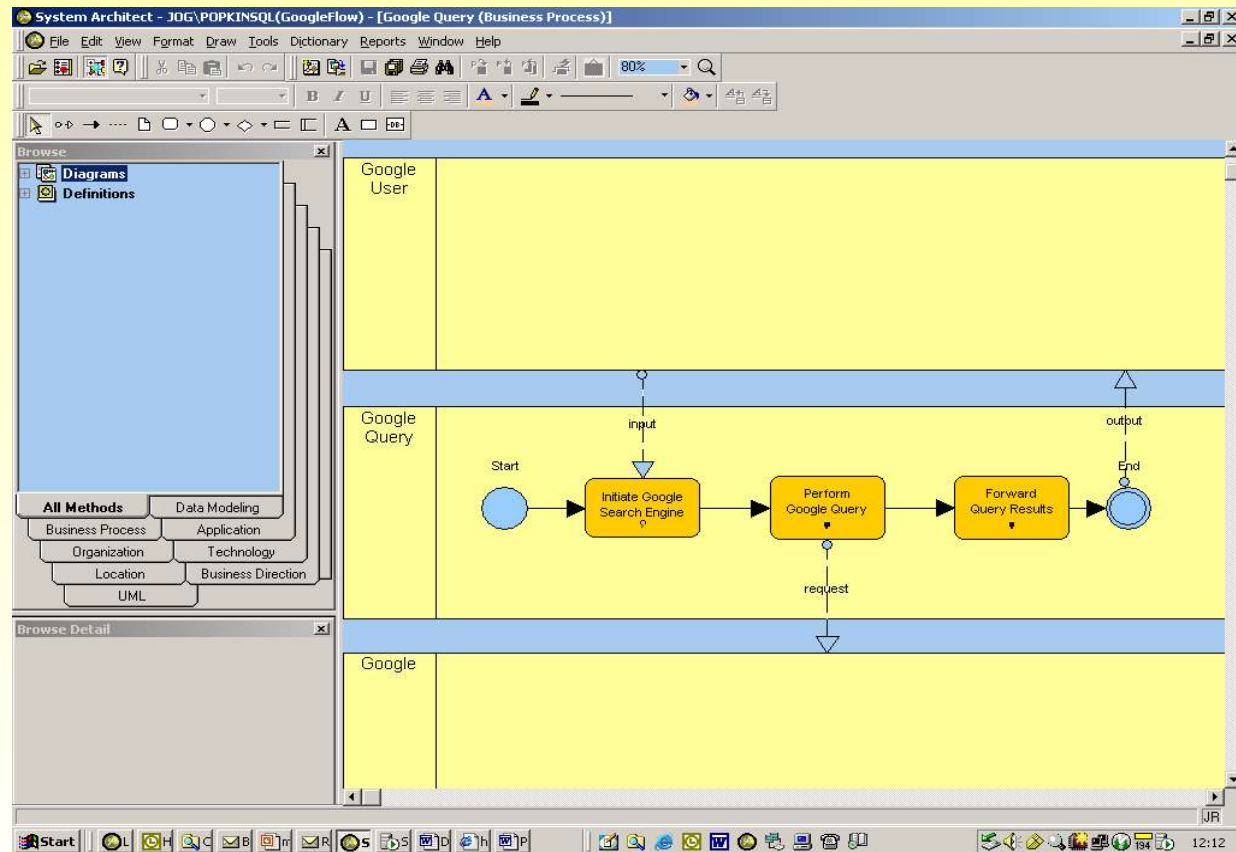 System Architect - JOG\POPKINSQL(GoogleFlow) - [Google Query (Business Process)]
File Edit View Format Draw Tools Dictionary Reports Window Help
80%
B I U A
A -DB-
Browse
Diagrams
Definitions
All Methods Data Modeling
Business Process Application
Organization Technology
Location Business Direction
UML
Browse Detail
Google
User
Google
Query
input
output
Start
End
Initiate Google
Search Engine
Perform
Google Query
Forward
Query Results
request
Google
JR
Start L H C B m R S S D h P 194 12:12